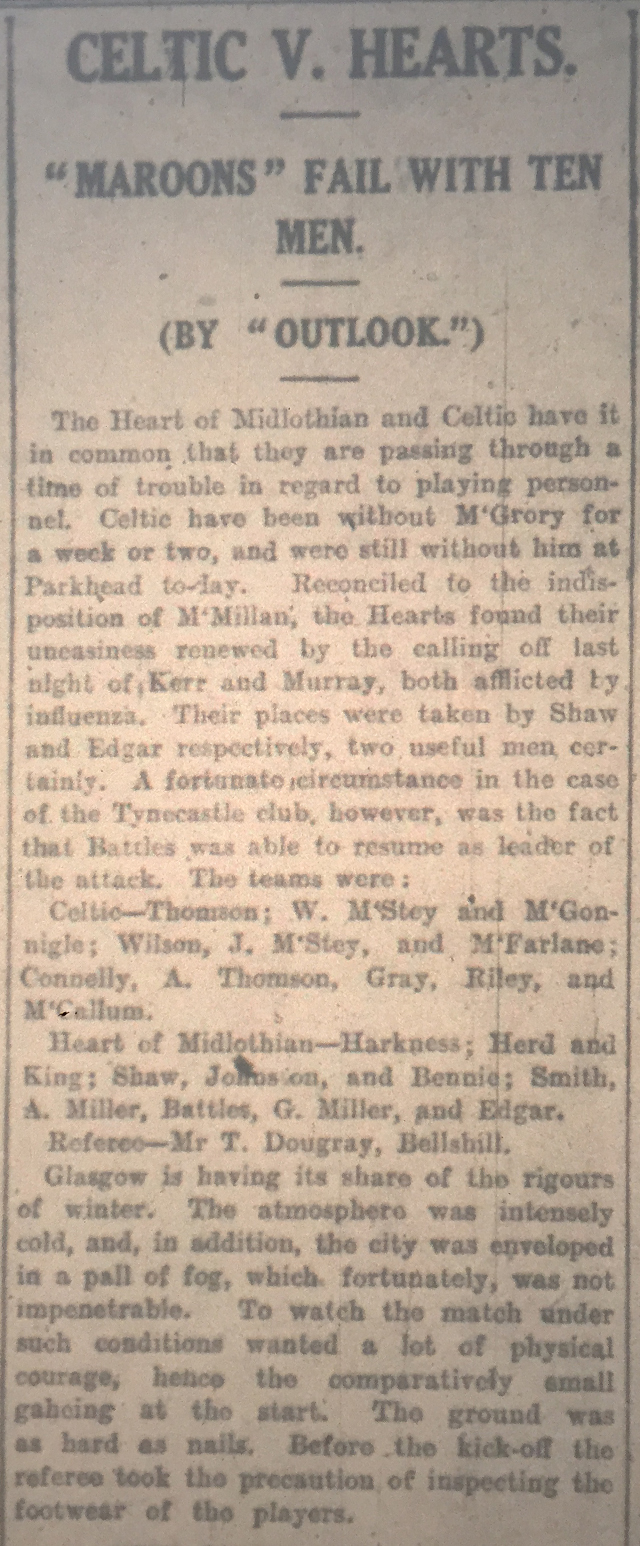 CELTIC V. HEARTS.
"MAROONS" FAIL WITH TEN
MEN.
(BY "OUTLOOK.")
The Heart of Midlothian and Celtic have it
in common that they are passing through a
time of trouble in regard to playing person-
nel. Celtic have been without M'Grory for
a week or two, and were still without him at
Parkhead to-day. Reconciled to the indis-
position of M'Millan, the Hearts found their
uneasiness renewed by the calling off last
night of Kerr and Murray, both afflicted by
influenza. Their places were taken by Shaw
and Edgar respectively, two useful men cer-
tainly. A fortunate circumstance in the case
of the Tynecastle club, however, was the fact
that Battles was able to resume as leader of
the attack. The teams were:
Celtic—Thomson; W. M'Stey and M'Gon-
nigle; Wilson, J. M'Stey, and M'Farlane;
Connelly, A. Thomson, Gray, Riley, and
M'Callum.
Heart of Midlothian—Harkness; Herd and
King; Shaw, Johnston, and Bennie; Smith,
A. Miller, Battles, G. Miller, and Edgar.
Referee—Mr T. Dougray, Bellshill.
Glasgow is having its share of the rigours
of winter. The atmosphere was intensely
cold, and, in addition, the city was enveloped
in a pall of fog, which fortunately, was not
impenetrable. To watch the match under
such conditions wanted a lot of physical
courage, hence the comparatively small
gaheing at the start. The ground was
as hard as nails. Before the kick-off the
referee took the precaution of inspecting the
footwear of the players.